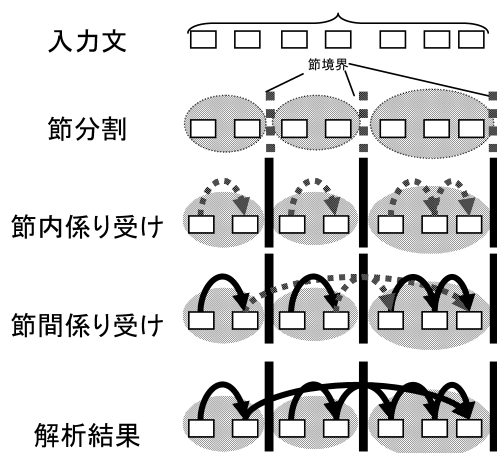 入力文
節境界
節分割
節内係り受け
節間係り受け
解析結果